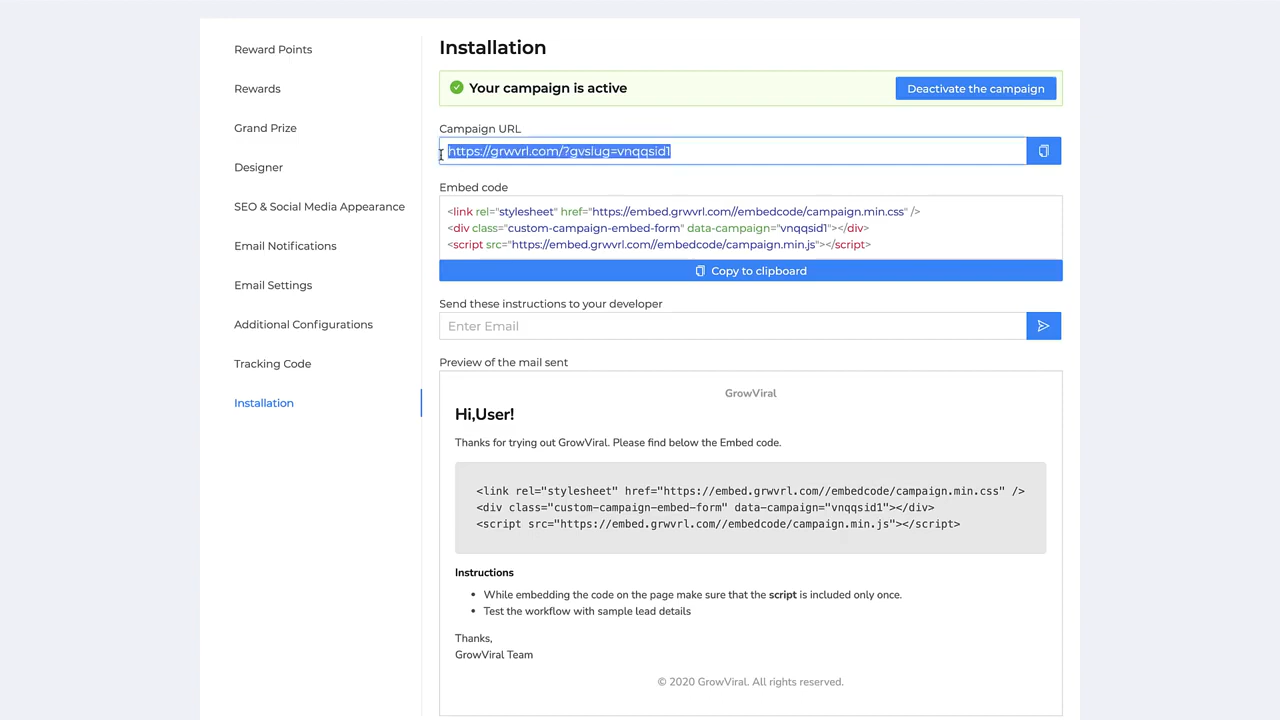 Reward Points
Rewards
Grand Prize
Designer
SEO & Social Media Appearance
Email Notifications
Email Settings
Additional Configurations
Tracking Code
Installation
Installation
Your campaign is active
Deactivate the campaign
Campaign URL
https://grwvrl.com/?gvslug=vnqqsid1
Embed code
<link rel="stylesheet" href="https://embed.grwvrl.com//embedcode/campaign.min.css" />
<div class="custom-campaign-embed-form" data-campaign="vnqqsid1"></div>
<script src="https://embed.grwvrl.com//embedcode/campaign.min.js"></script>
Copy to clipboard
Send these instructions to your developer
Enter Email
Preview of the mail sent
GrowViral
Hi,User!
Thanks for trying out GrowViral. Please find below the Embed code.
<link rel="stylesheet" href="https://embed.grwvrl.com//embedcode/campaign.min.css" />
<div class="custom-campaign-embed-form" data-campaign="vnqqsid1"></div>
<script src="https://embed.grwvrl.com//embedcode/campaign.min.js"></script>
Instructions
• While embedding the code on the page make sure that the script is included only once.
• Test the workflow with sample lead details
Thanks,
GrowViral Team
© 2020 GrowViral. All rights reserved.